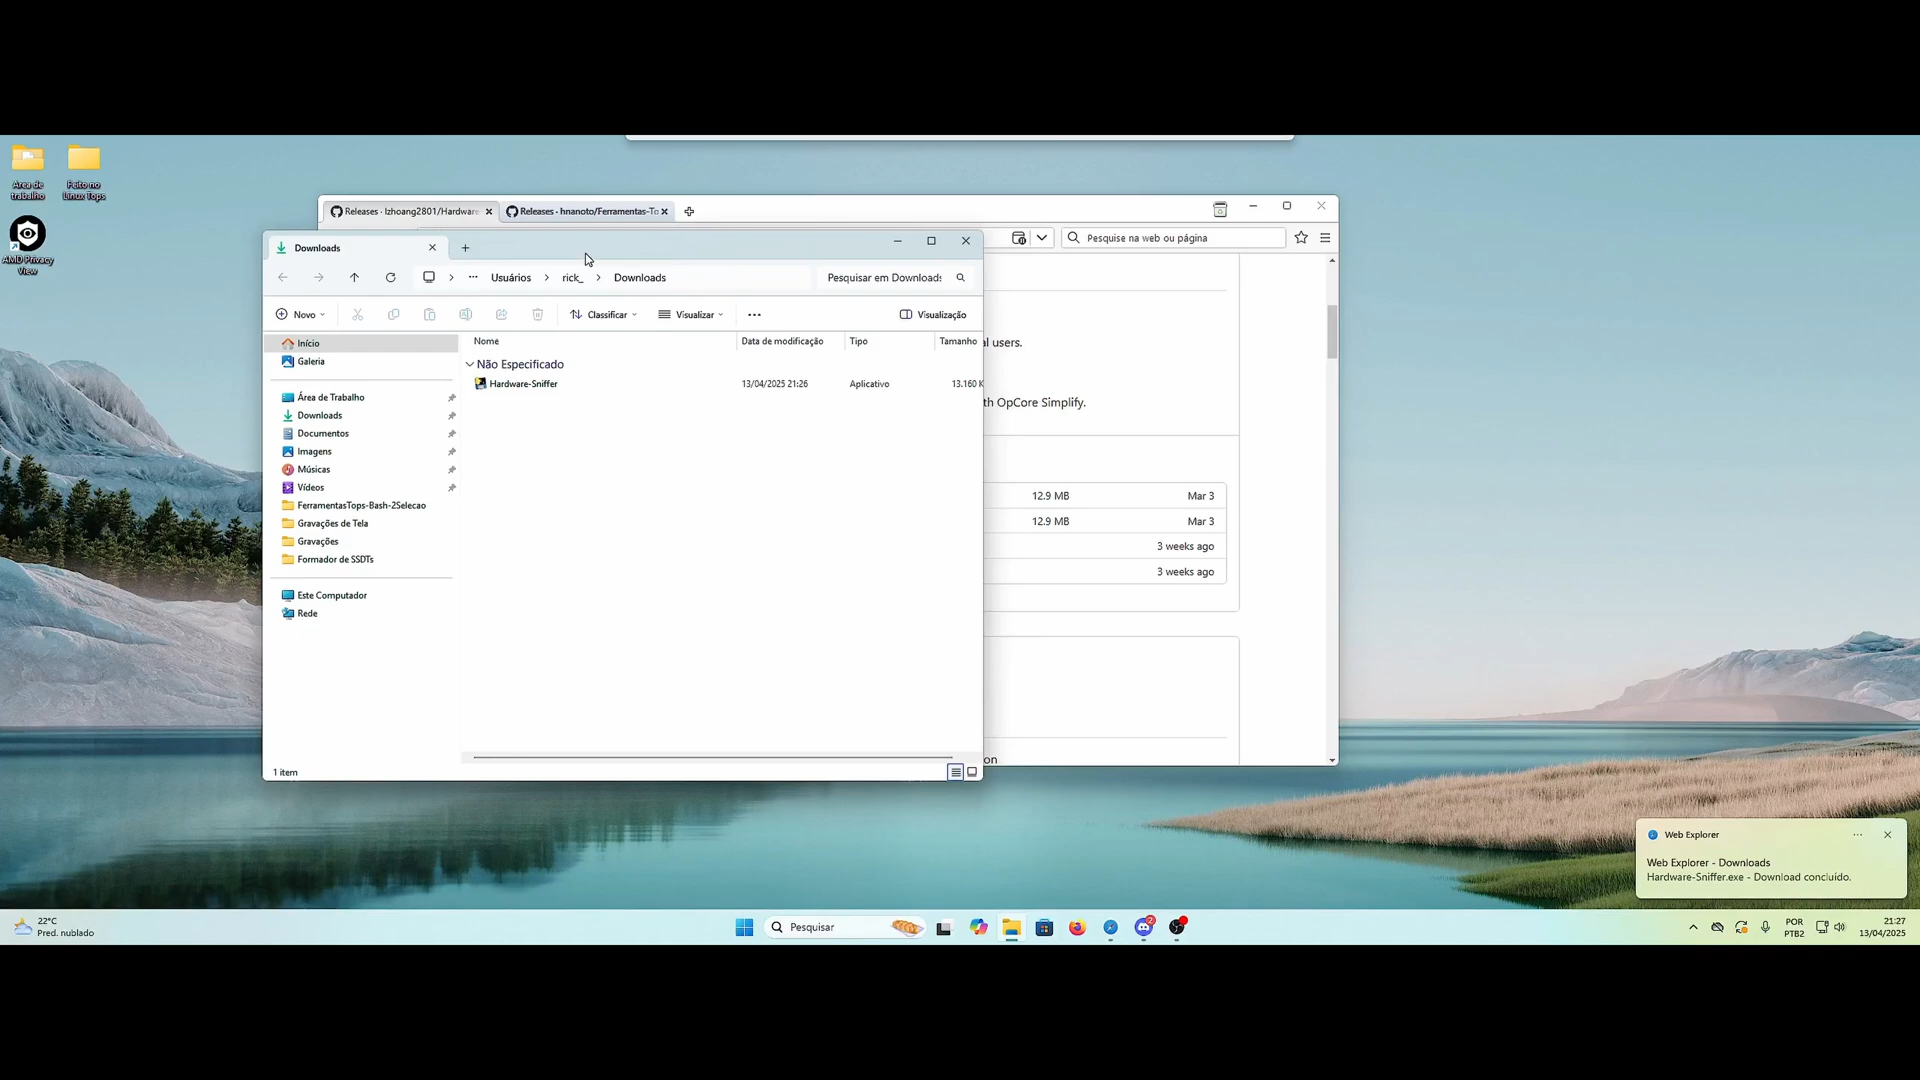 Área de
trabalho
Feito no
Linux Tops
AMD Privacy
View
Releases · lzhoang2801/Hardware
Releases · hnanoto/Ferramentas-To
Pesquise na web ou página
Downloads
Usuários
rick_
Downloads
Pesquisar em Downloads
Novo
Classificar
Visualizar
Visualização
Início
Galeria
Área de Trabalho
Downloads
Documentos
Imagens
Músicas
Vídeos
FerramentasTops-Bash-2Selecao
Gravações de Tela
Gravações
Formador de SSDTs
Este Computador
Rede
Nome
Data de modificação
Tipo
Tamanho
Não Especificado
Hardware-Sniffer
13/04/2025 21:26
Aplicativo
13.160 K
1 item
al users.
th OpCore Simplify.
12.9 MB
Mar 3
12.9 MB
Mar 3
3 weeks ago
3 weeks ago
on
Web Explorer
Web Explorer - Downloads
Hardware-Sniffer.exe - Download concluído.
22°C
Pred. nublado
Pesquisar
2
POR
PTB2
21:27
13/04/2025